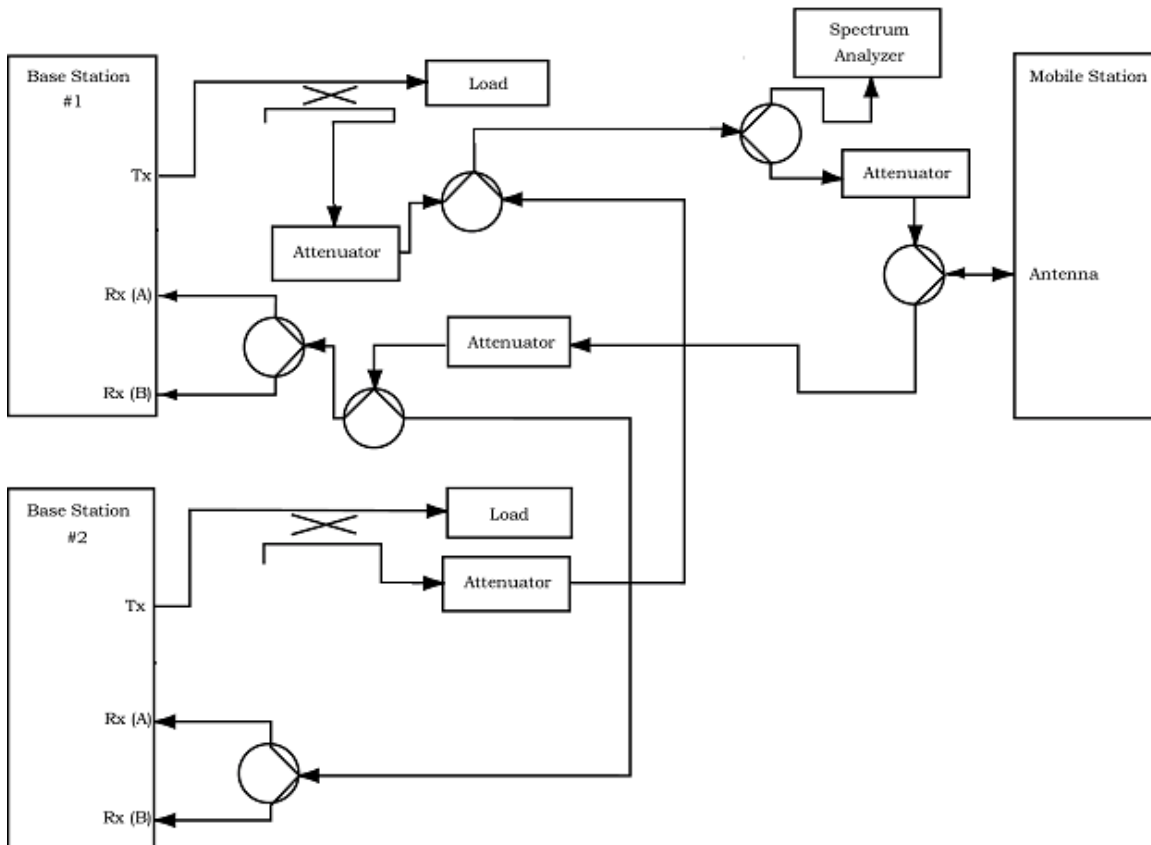 Spectrum
Analyzer
Base Station
#1
Load
Mobile Station
Tx
Attenuator
Attenuator
Antenna
Rx (A)
Attenuator
Rx (B)
Base Station
#2
Load
Attenuator
Tx
Rx (A)
Rx (B)